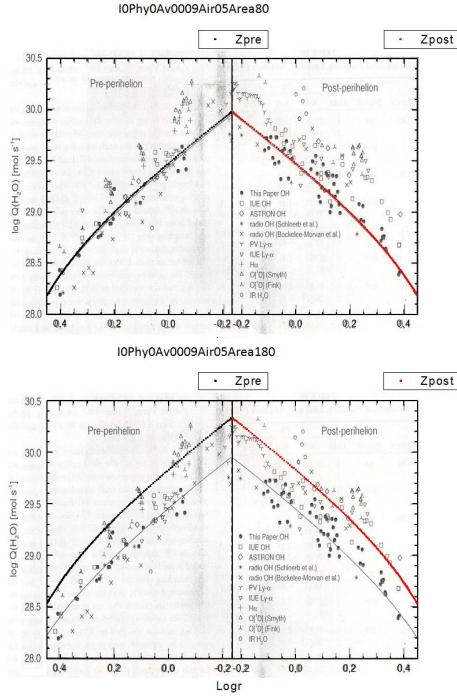 I0Phy0Av0009Air05Area80
Zpre
Zpost
30.5
30.0
29.5
29.0
28.5
28.0
log Q(H₂O) [mol s⁻¹]
Pre-perihelion
Post-perihelion
This Paper OH
IUE OH
ASTRON OH
radio OH (Schloerb et al.)
radio OH (Bockelee-Morvan et al.)
PV Ly-α
IUE Ly-α
Hα
O[¹D] (Smyth)
O[¹D] (Fink)
IR H₂O
0,4 0,2 0,0 -0,2 -0,2 0,0 0,2 0,4
I0Phy0Av0009Air05Area180
Zpre
Zpost
30.5
30.0
29.5
29.0
28.5
28.0
log Q(H₂O) [mol s⁻¹]
Pre-perihelion
Post-perihelion
This Paper OH
IUE OH
ASTRON OH
radio OH (Schloerb et al.)
radio OH (Bockelee-Morvan et al.)
PV Ly-α
IUE Ly-α
Hα
O[¹D] (Smyth)
O[¹D] (Fink)
IR H₂O
0,4 0,2 0,0 -0,2 -0,2 0,0 0,2 0,4
Logr